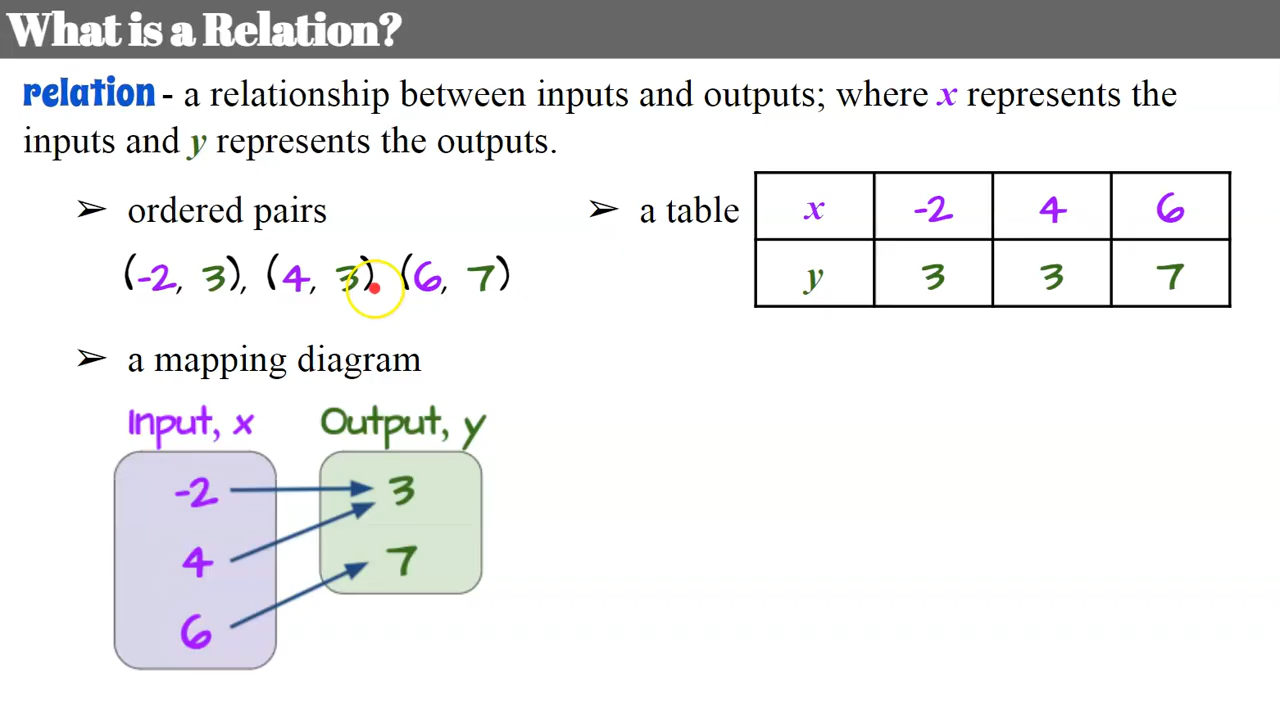 What is a Relation?
relation - a relationship between inputs and outputs; where x represents the
inputs and y represents the outputs.
➢ ordered pairs
(-2, 3), (4, 3), (6, 7)
➢ a table
x -2 4 6
y 3 3 7
➢ a mapping diagram
Input, x Output, y
-2 3
4 7
6